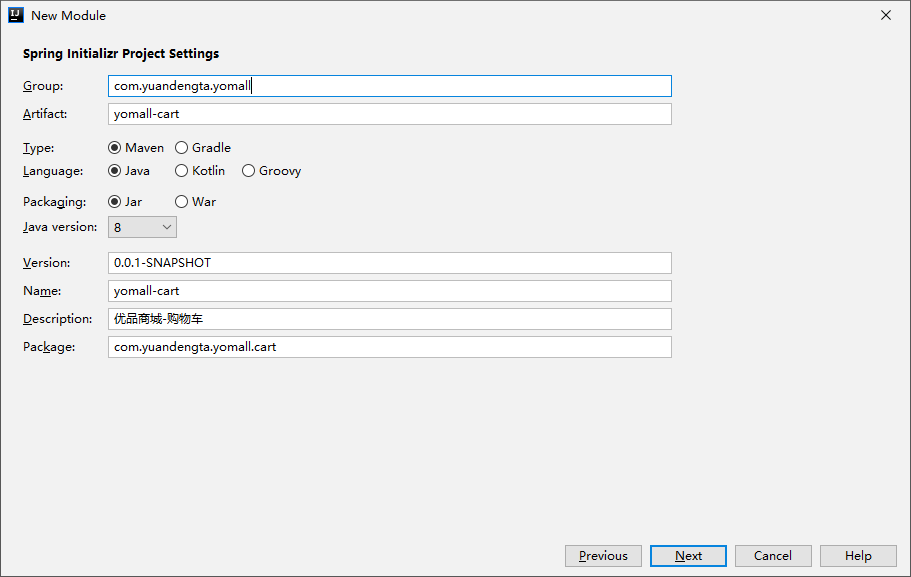 New Module
Spring Initializr Project Settings
Group: com.yuandengta.yomall
Artifact: yomall-cart
Type: Maven Gradle
Language: Java Kotlin Groovy
Packaging: Jar War
Java version: 8
Version: 0.0.1-SNAPSHOT
Name: yomall-cart
Description: 优品商城-购物车
Package: com.yuandengta.yomall.cart
Previous Next Cancel Help